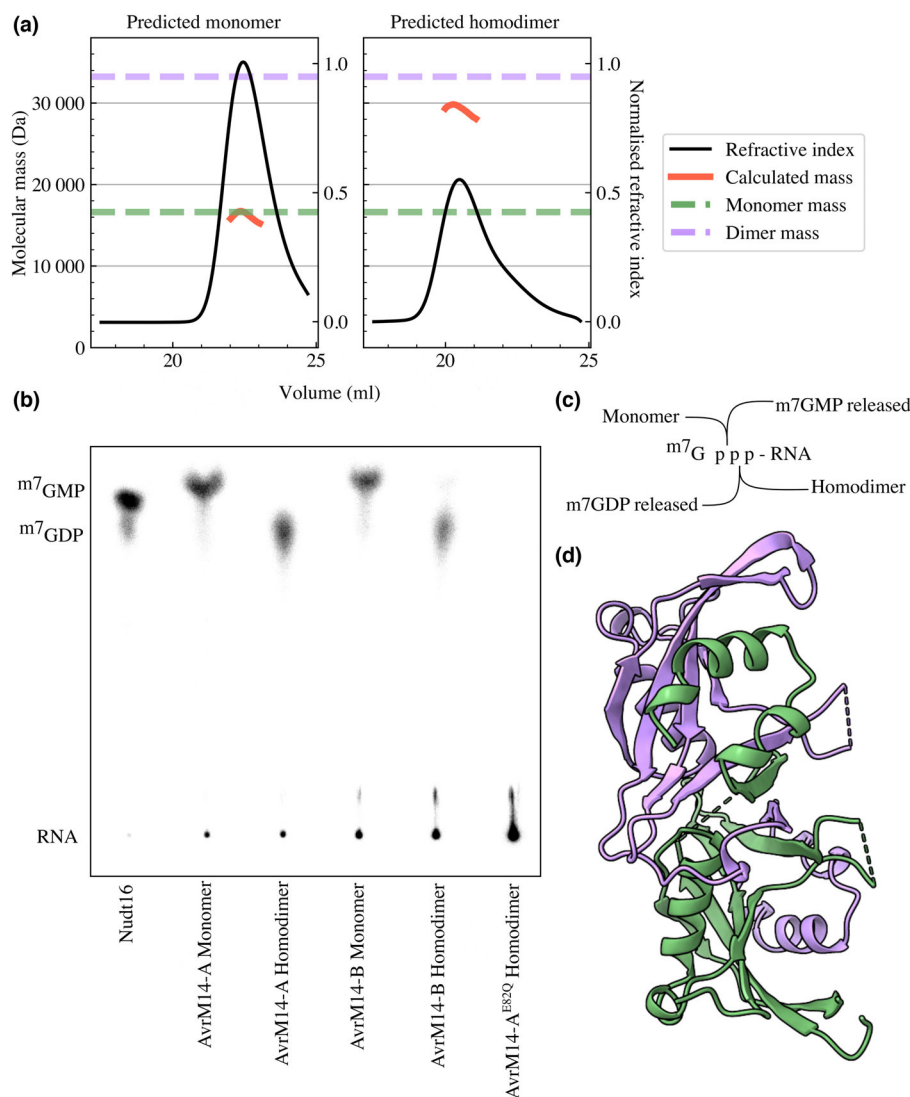 (a)
Predicted monomer
Predicted homodimer
Molecular mass (Da)
30 000
20 000
10 000
0
1.0
0.5
0.0
1.0
0.5
0.0
Normalised refractive index
20
25
20
25
Volume (ml)
Refractive index
Calculated mass
Monomer mass
Dimer mass
(b)
m7GMP
m7GDP
RNA
Nudt16
AvrM14-A Monomer
AvrM14-A Homodimer
AvrM14-B Monomer
AvrM14-B Homodimer
AvrM14-A^E82Q Homodimer
(c)
Monomer
m7GMP released
m7G ppp - RNA
m7GDP released
Homodimer
(d)